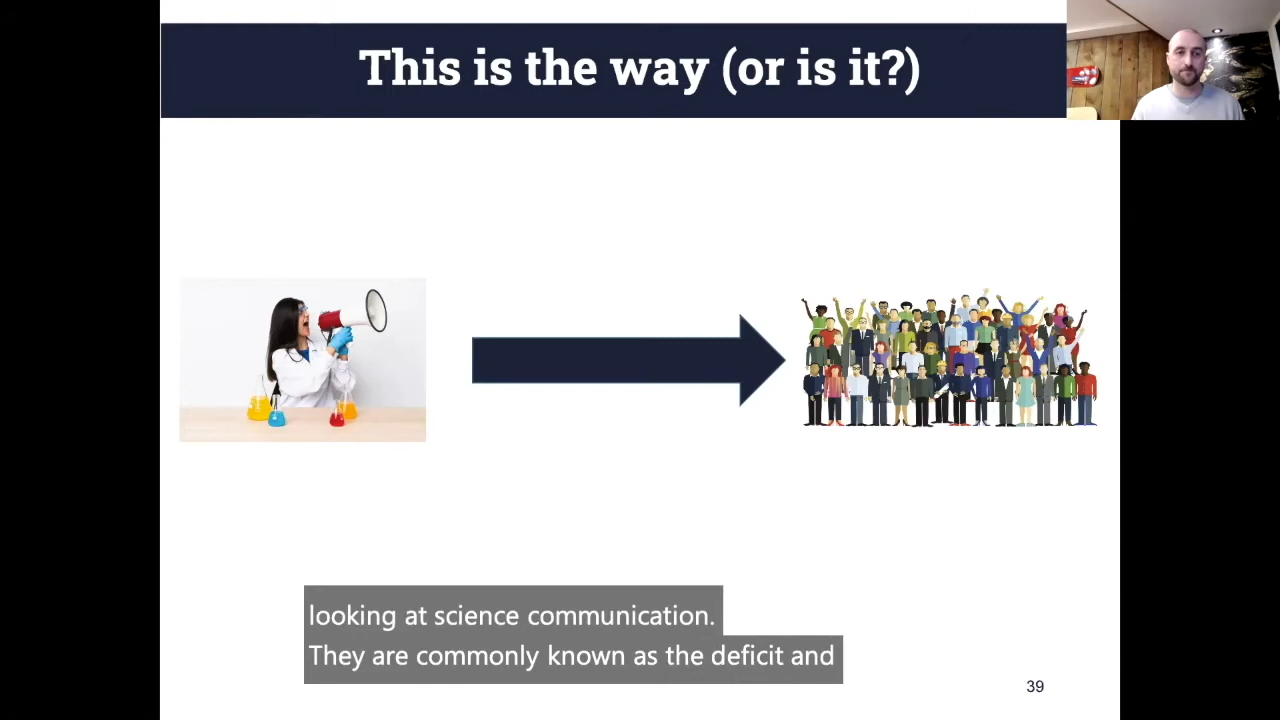 This is the way (or is it?)
looking at science communication.
They are commonly known as the deficit and
39